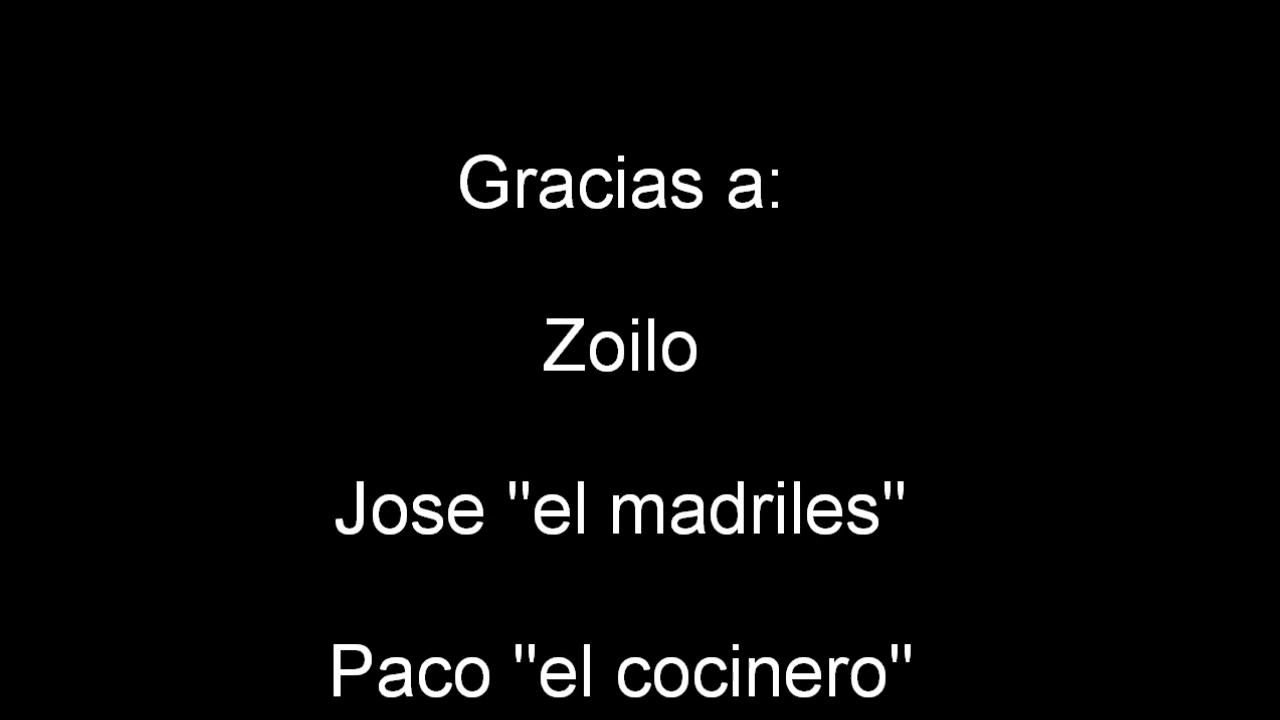 Gracias a:
Zoilo
Jose "el madriles"
Paco "el cocinero"